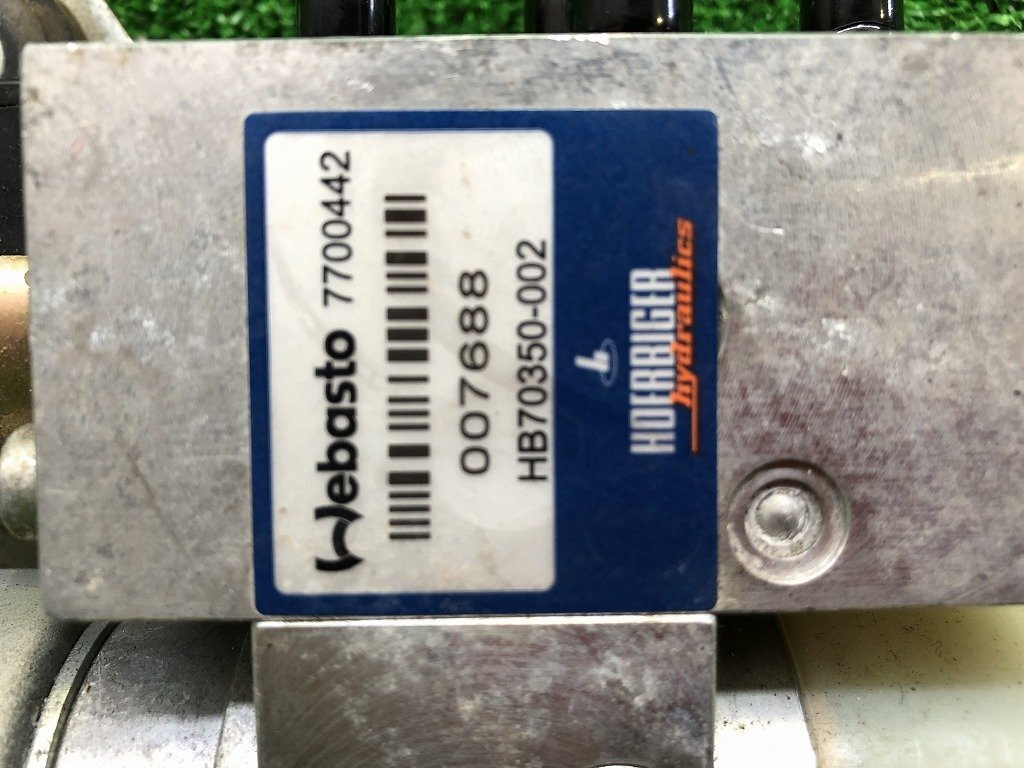 Webasto 7700442
007688
HB70350-002
HOERBIGER
hydraulics